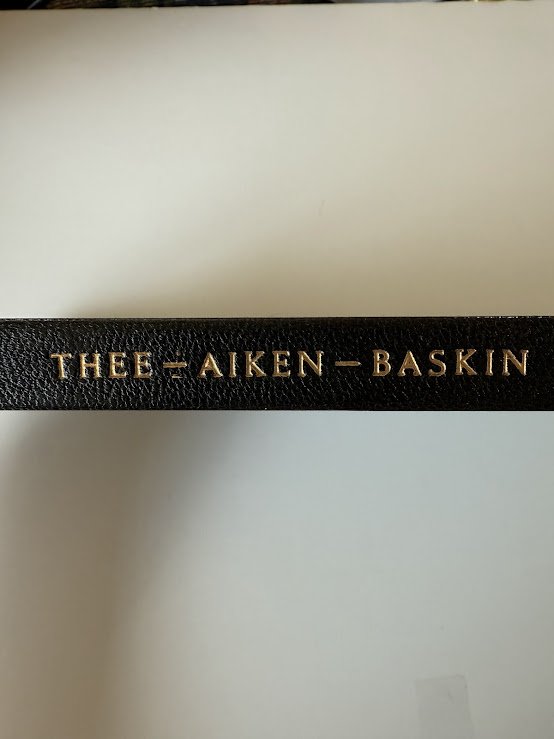 THEE — AIKEN — BASKIN